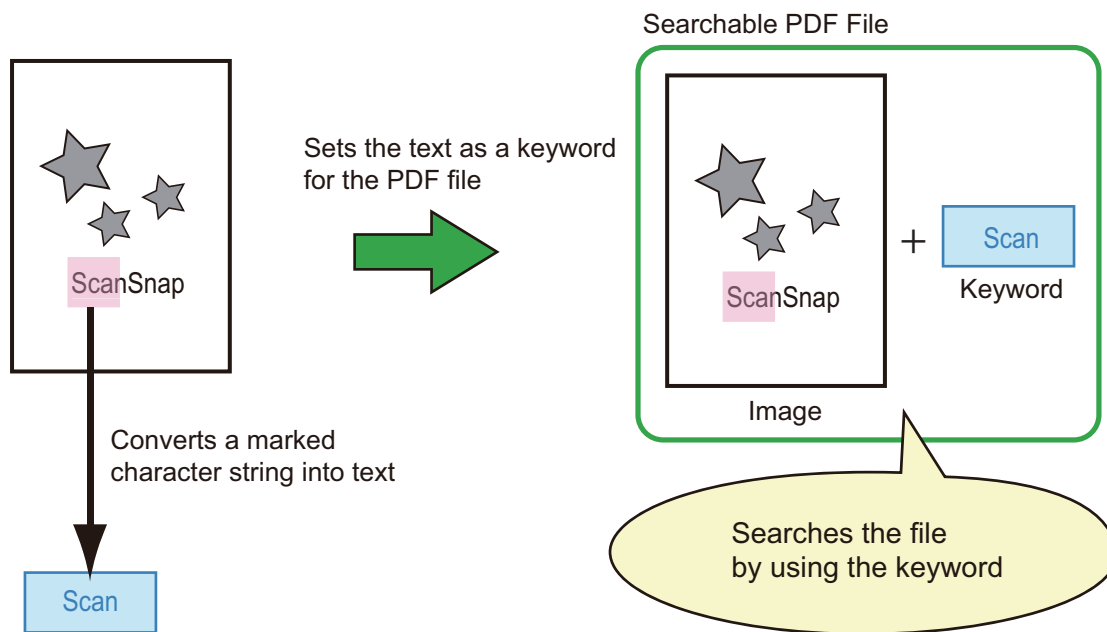 Searchable PDF File
Sets the text as a keyword
for the PDF file
ScanSnap
ScanSnap
+
Scan
Keyword
Image
Converts a marked
character string into text
Scan
Searches the file
by using the keyword